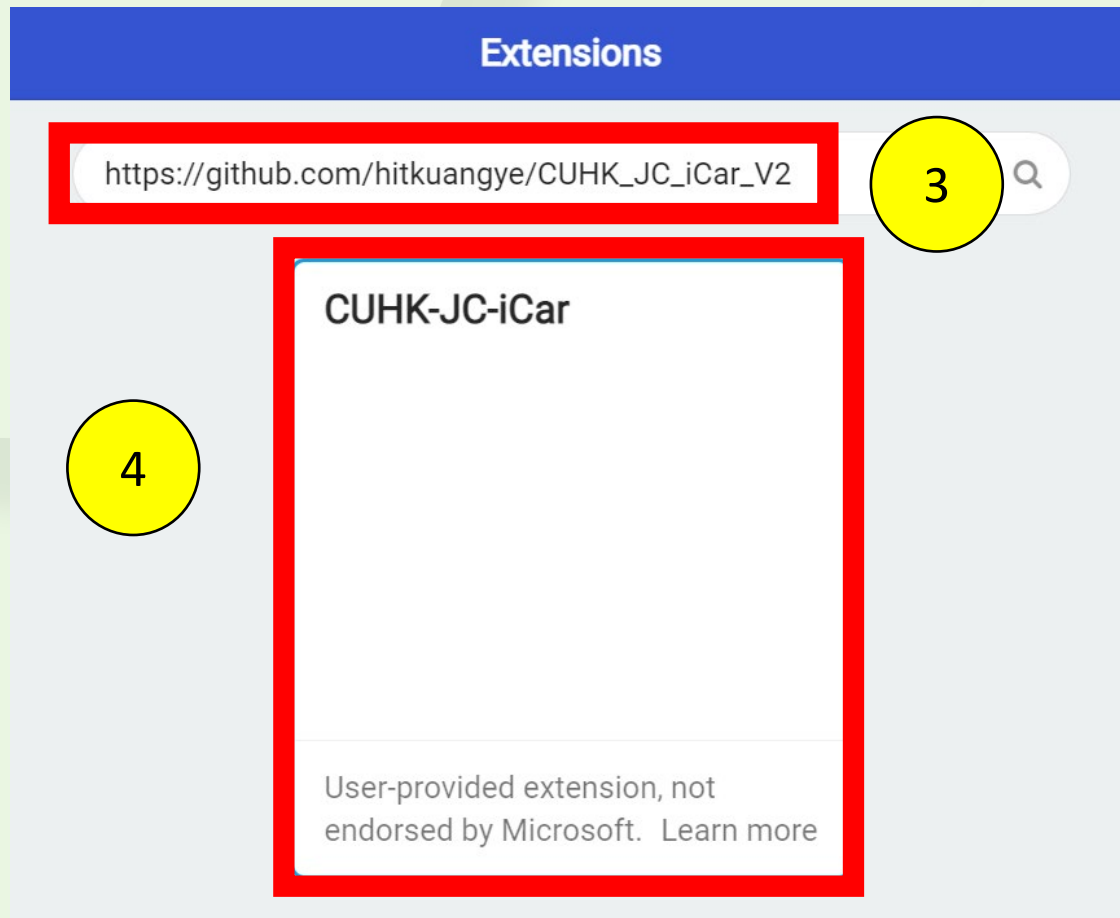 Extensions
https://github.com/hitkuangye/CUHK_JC_iCar_V2
3
CUHK-JC-iCar
4
User-provided extension, not
endorsed by Microsoft. Learn more